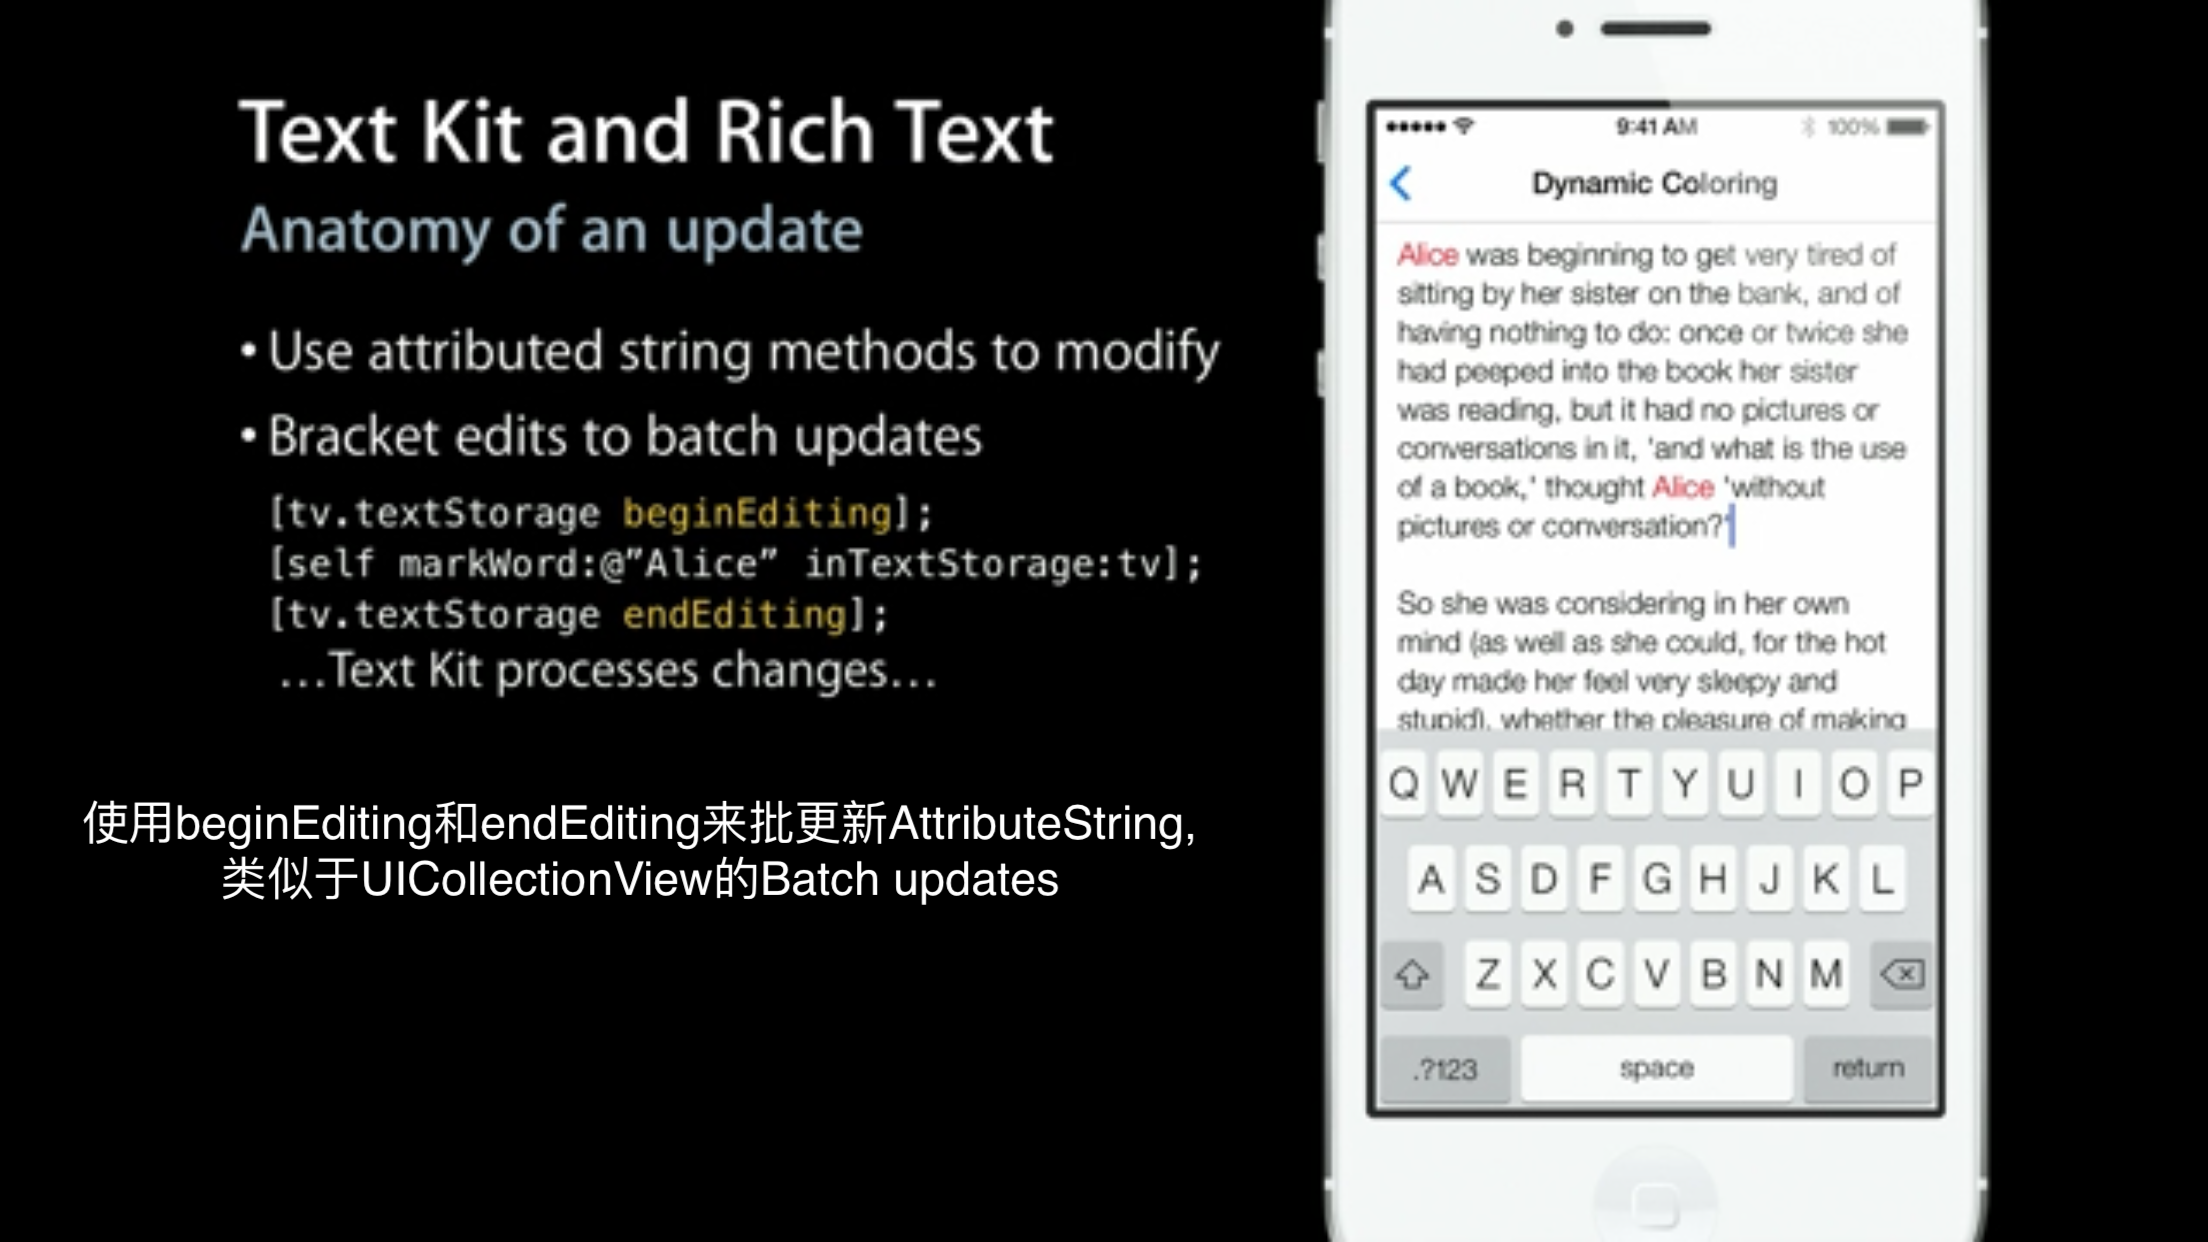 Text Kit and Rich Text
Anatomy of an update
• Use attributed string methods to modify
• Bracket edits to batch updates
[tv.textStorage beginEditing];
[self markWord:@”Alice” inTextStorage:tv];
[tv.textStorage endEditing];
…Text Kit processes changes…
使用beginEditing和endEditing来批更新AttributeString,
类似于UICollectionView的Batch updates
9:41 AM
100%
Dynamic Coloring
Alice was beginning to get very tired of
sitting by her sister on the bank, and of
having nothing to do: once or twice she
had peeped into the book her sister
was reading, but it had no pictures or
conversations in it, 'and what is the use
of a book,' thought Alice 'without
pictures or conversation?'
So she was considering in her own
mind (as well as she could, for the hot
day made her feel very sleepy and
stupid), whether the pleasure of making
Q W E R T Y U I O P
A S D F G H J K L
Z X C V B N M
.?123 space return